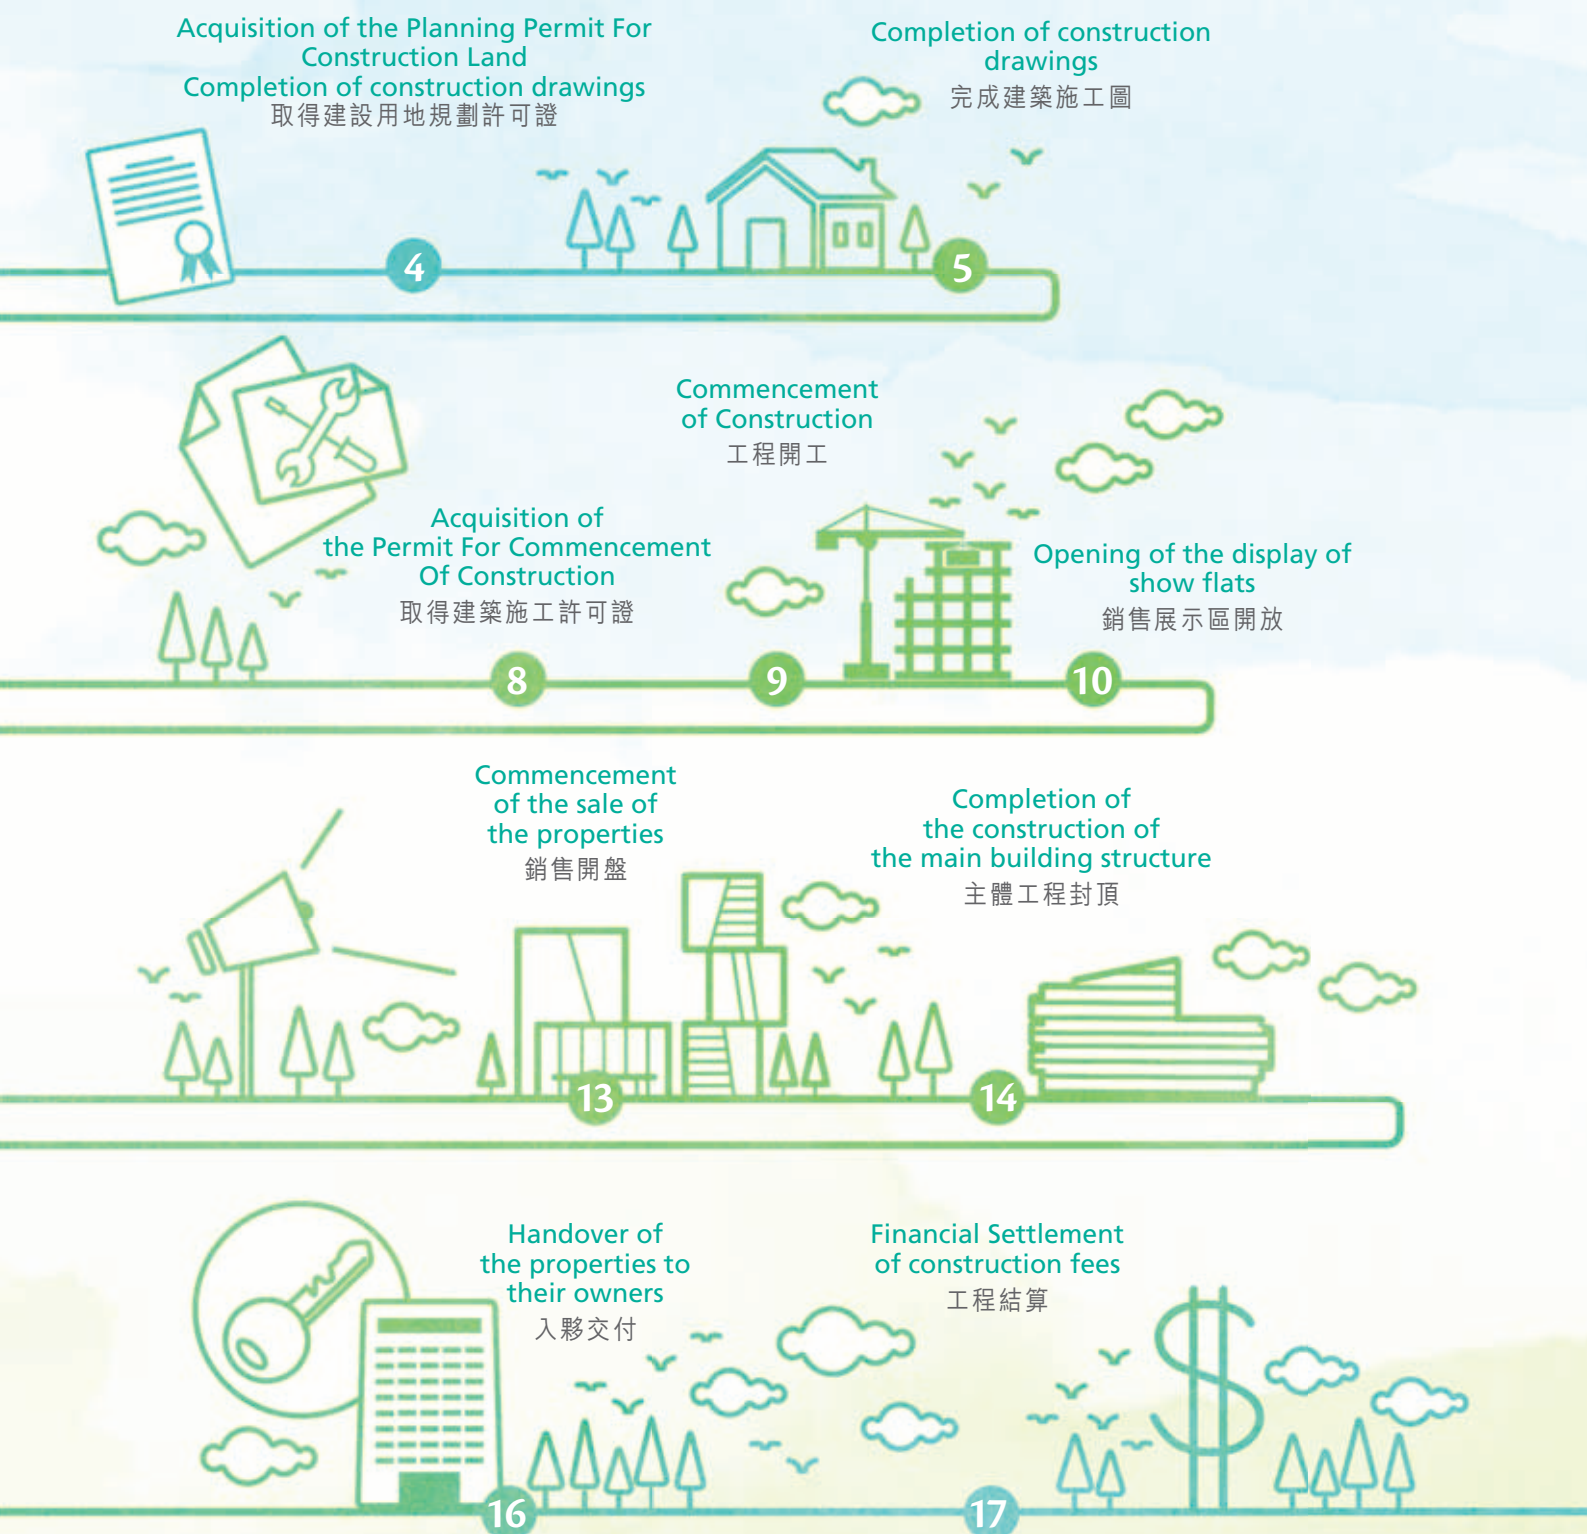 Acquisition of the Planning Permit For
Construction Land
Completion of construction drawings
取得建設用地規劃許可證
Completion of construction
drawings
完成建築施工圖
4
5
Commencement
of Construction
工程開工
Acquisition of
the Permit For Commencement
Of Construction
取得建築施工許可證
Opening of the display of
show flats
銷售展示區開放
8
9
10
Commencement
of the sale of
the properties
銷售開盤
Completion of
the construction of
the main building structure
主體工程封頂
13
14
Handover of
the properties to
their owners
入夥交付
Financial Settlement
of construction fees
工程結算
16
17